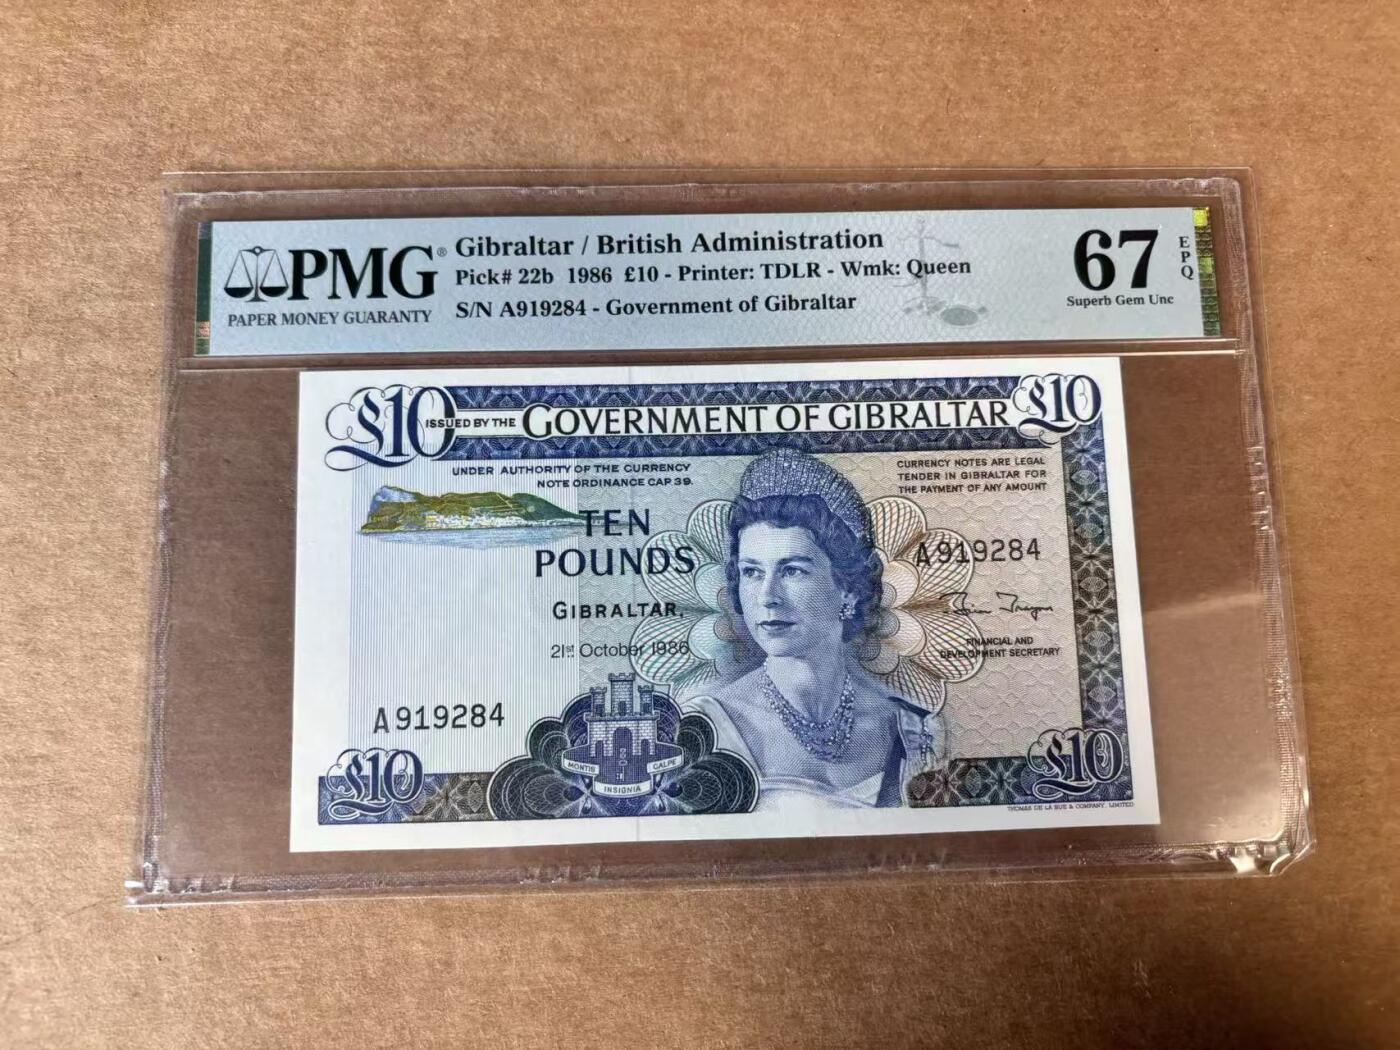 PMG®
PAPER MONEY GUARANTY
Gibraltar / British Administration
Pick# 22b 1986 £10 - Printer: TDLR - Wmk: Queen
S/N A919284 - Government of Gibraltar
67
EPQ
Superb Gem Unc
£10 ISSUED BY THE GOVERNMENT OF GIBRALTAR £10
UNDER AUTHORITY OF THE CURRENCY
NOTE ORDINANCE CAP 39.
CURRENCY NOTES ARE LEGAL
TENDER IN GIBRALTAR FOR
THE PAYMENT OF ANY AMOUNT
TEN
POUNDS
A919284
GIBRALTAR,
21st October 1986
FINANCIAL AND
DEVELOPMENT SECRETARY
A919284
MONTIS CALPE
INSIGNIA
£10
£10
THOMAS DE LA RUE & COMPANY, LIMITED